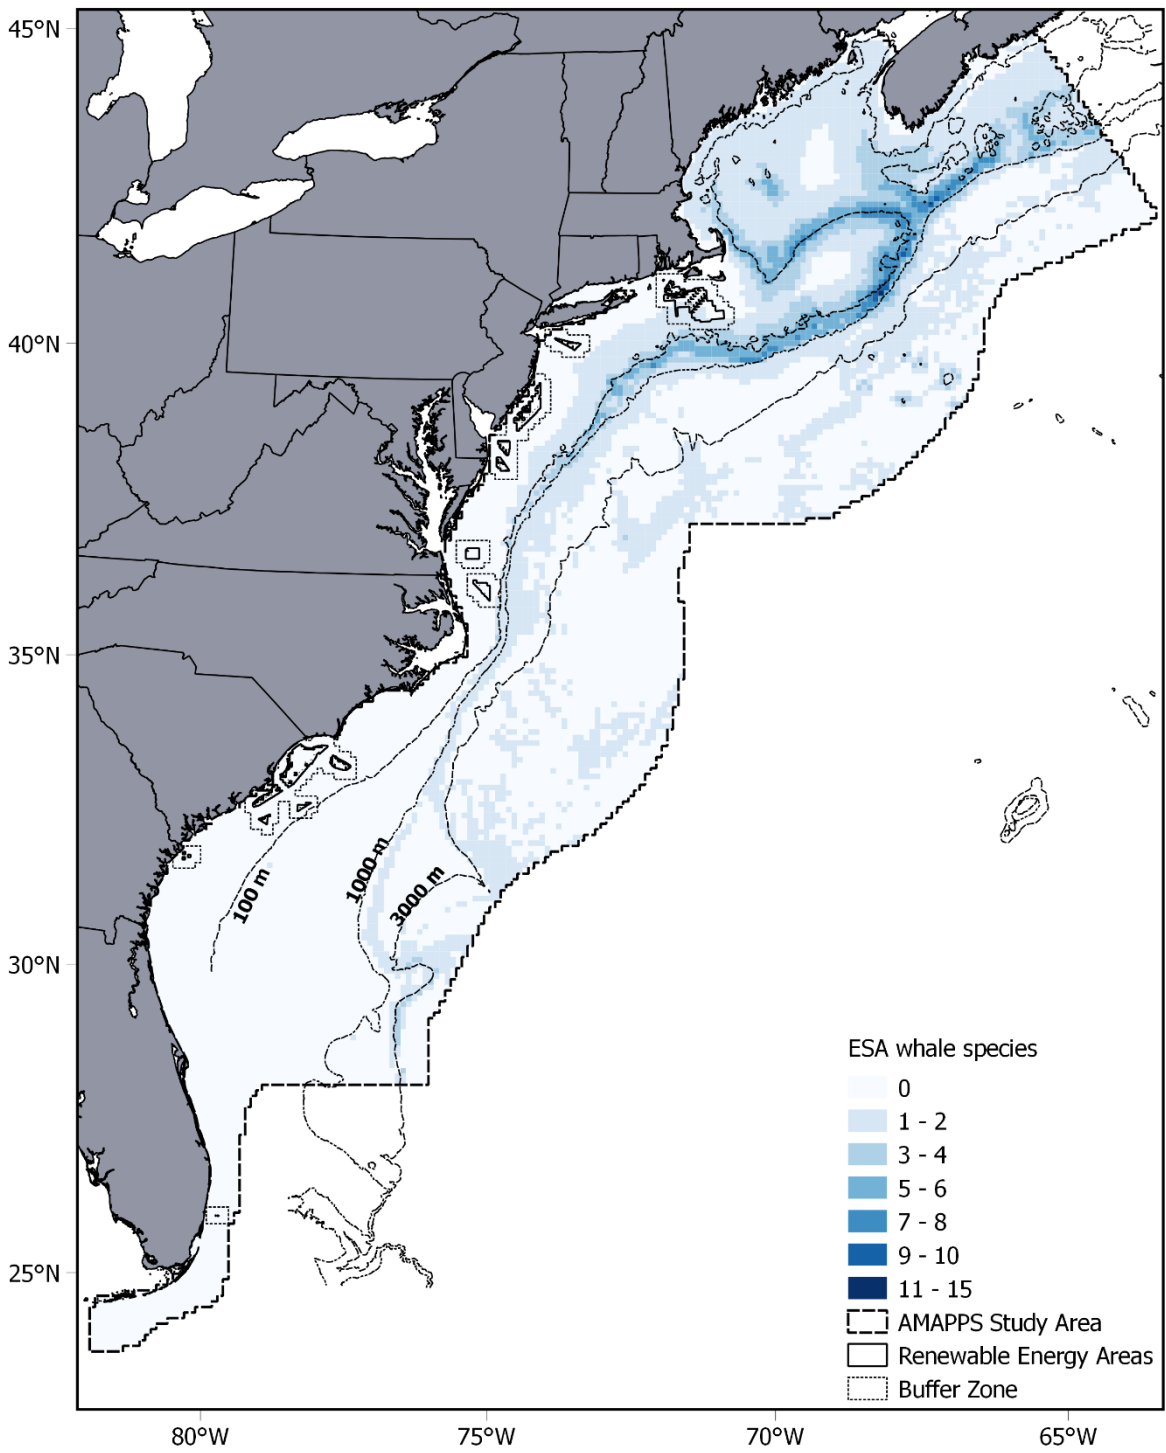 45°N
40°N
35°N
30°N
25°N
100 m
1000 m
3000 m
ESA whale species
0
1 - 2
3 - 4
5 - 6
7 - 8
9 - 10
11 - 15
AMAPPS Study Area
Renewable Energy Areas
Buffer Zone
80°W
75°W
70°W
65°W